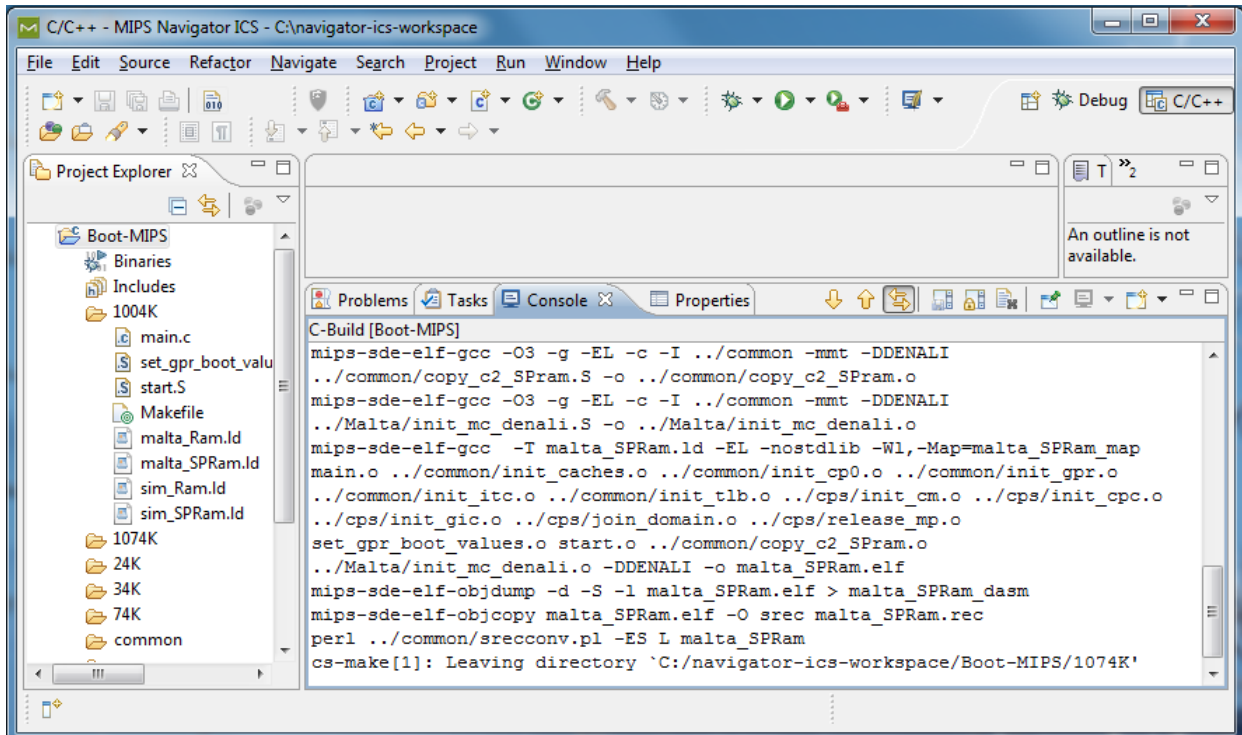 C/C++ - MIPS Navigator ICS - C:\navigator-ics-workspace
File Edit Source Refactor Navigate Search Project Run Window Help
010
Debug C/C++
Project Explorer
T »2
Boot-MIPS
Binaries
Includes
1004K
main.c
set_gpr_boot_valu
start.S
Makefile
malta_Ram.ld
malta_SPRam.ld
sim_Ram.ld
sim_SPRam.ld
1074K
24K
34K
74K
common
An outline is not
available.
Problems Tasks Console Properties
C-Build [Boot-MIPS]
mips-sde-elf-gcc -O3 -g -EL -c -I ../common -mmt -DDENALI
../common/copy_c2_SPram.S -o ../common/copy_c2_SPram.o
mips-sde-elf-gcc -O3 -g -EL -c -I ../common -mmt -DDENALI
../Malta/init_mc_denali.S -o ../Malta/init_mc_denali.o
mips-sde-elf-gcc  -T malta_SPRam.ld -EL -nostdlib -Wl,-Map=malta_SPRam_map
main.o ../common/init_caches.o ../common/init_cp0.o ../common/init_gpr.o
../common/init_itc.o ../common/init_tlb.o ../cps/init_cm.o ../cps/init_cpc.o
../cps/init_gic.o ../cps/join_domain.o ../cps/release_mp.o
set_gpr_boot_values.o start.o ../common/copy_c2_SPram.o
../Malta/init_mc_denali.o -DDENALI -o malta_SPRam.elf
mips-sde-elf-objdump -d -S -l malta_SPRam.elf > malta_SPRam_dasm
mips-sde-elf-objcopy malta_SPRam.elf -O srec malta_SPRam.rec
perl ../common/srecconv.pl -ES L malta_SPRam
cs-make[1]: Leaving directory `C:/navigator-ics-workspace/Boot-MIPS/1074K'